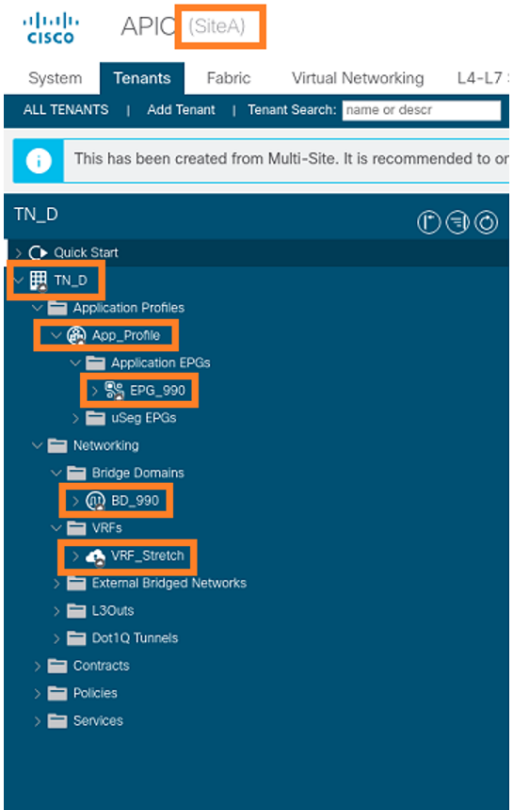 CISCO APIC (SiteA)
System Tenants Fabric Virtual Networking L4-L7
ALL TENANTS | Add Tenant | Tenant Search: name or descr
This has been created from Multi-Site. It is recommended to
TN_D
Quick Start
TN_D
Application Profiles
App_Profile
Application EPGs
EPG_990
uSeg EPGs
Networking
Bridge Domains
BD_990
VRFs
VRF_Stretch
External Bridged Networks
L3Outs
Dot1Q Tunnels
Contracts
Policies
Services